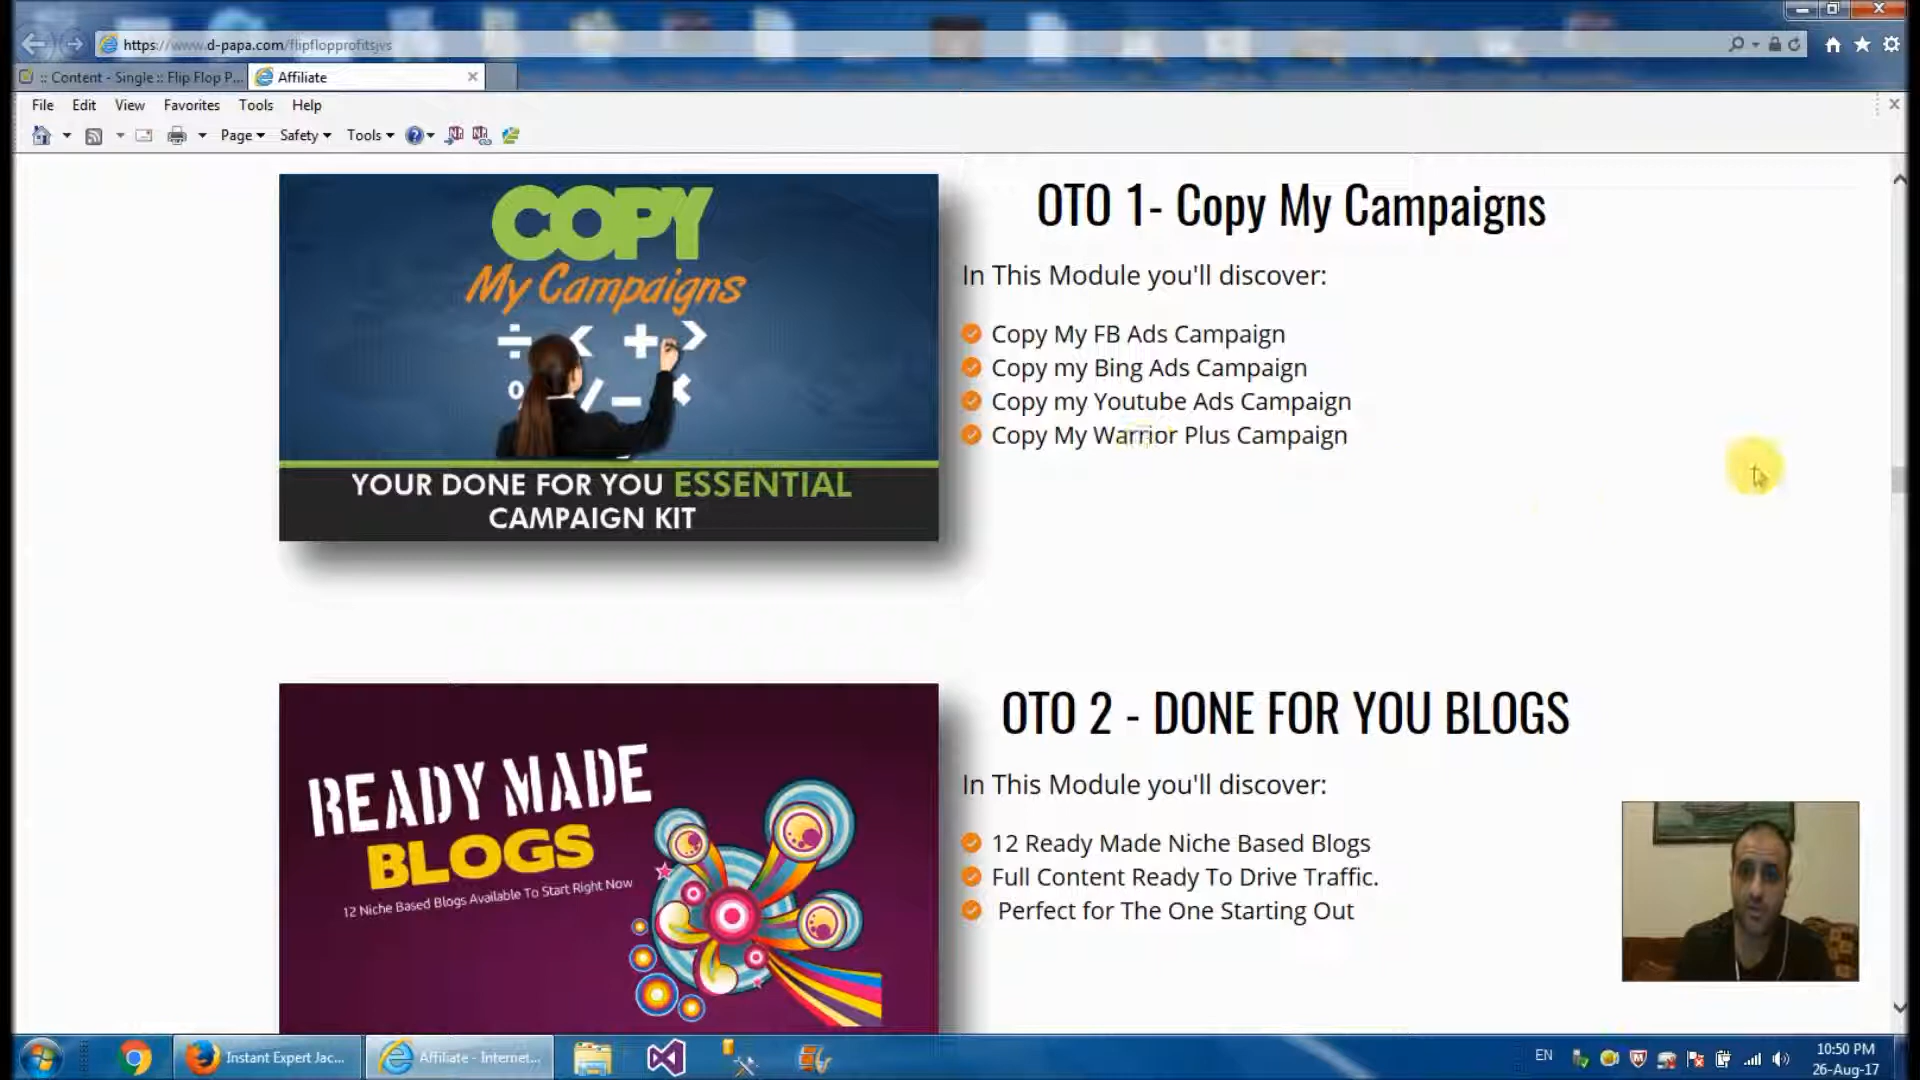 https://www.d-papa.com/flipflopprofitsjvs
:: Content - Single :: Flip Flop P...
Affiliate
File Edit View Favorites Tools Help
Page Safety Tools
COPY
My Campaigns
YOUR DONE FOR YOU ESSENTIAL
CAMPAIGN KIT
OTO 1- Copy My Campaigns
In This Module you'll discover:
Copy My FB Ads Campaign
Copy my Bing Ads Campaign
Copy my Youtube Ads Campaign
Copy My Warrior Plus Campaign
READY MADE
BLOGS
12 Niche Based Blogs Available To Start Right Now
OTO 2 - DONE FOR YOU BLOGS
In This Module you'll discover:
12 Ready Made Niche Based Blogs
Full Content Ready To Drive Traffic.
Perfect for The One Starting Out
Instant Expert Jac...
Affiliate - Internet...
EN
10:50 PM
26-Aug-17